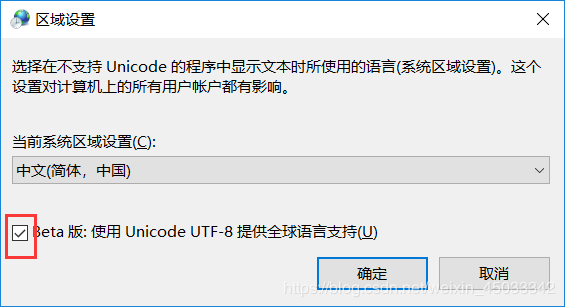 区域设置
选择在不支持 Unicode 的程序中显示文本时所使用的语言(系统区域设置)。这个
设置对计算机上的所有用户帐户都有影响。
当前系统区域设置(C):
中文(简体，中国)
Beta 版: 使用 Unicode UTF-8 提供全球语言支持(U)
确定 取消
https://blog.csdn.net/weixin_45033342